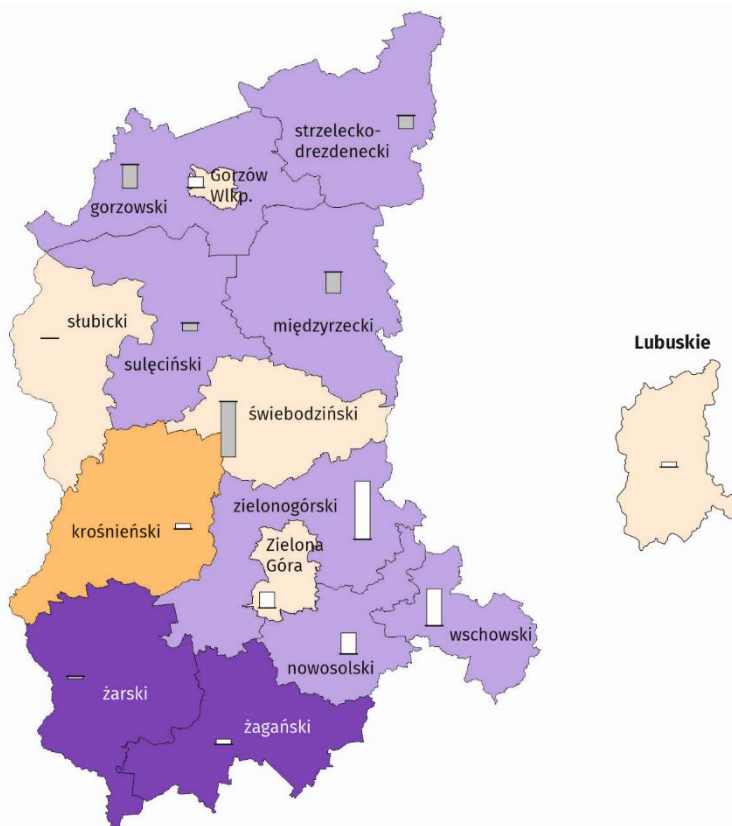 strzelecko-
drezdenecki
Gorzów
Wlkp.
gorzowski
słubicki
międzyrzecki
sulęciński
Lubuskie
świebodziński
zielonogórski
krośnieński
Zielona
Góra
wschowski
nowosolski
żarski
żagański